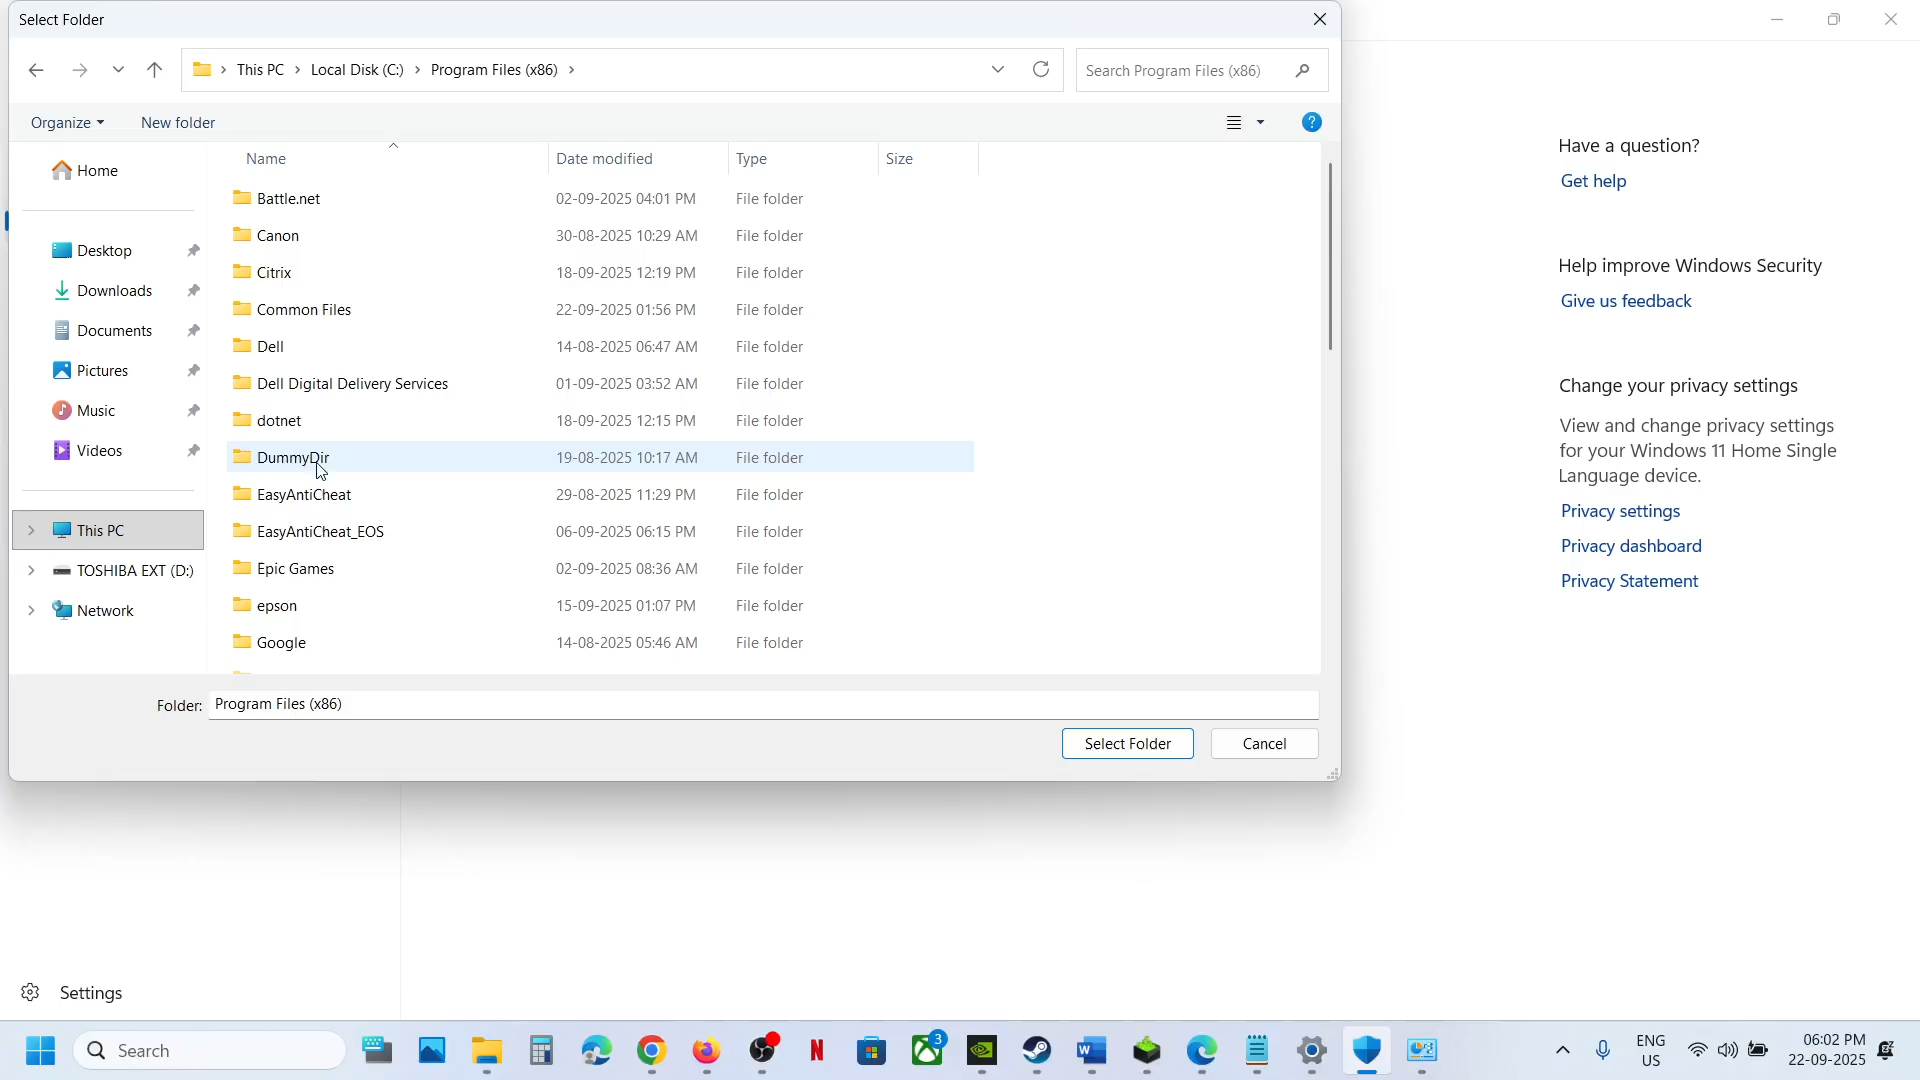 Select Folder
This PC > Local Disk (C:) > Program Files (x86) >
Search Program Files (x86)
Organize
New folder
Name
Date modified
Type
Size
Home
Desktop
Downloads
Documents
Pictures
Music
Videos
This PC
TOSHIBA EXT (D:)
Network
Battle.net 02-09-2025 04:01 PM File folder
Canon 30-08-2025 10:29 AM File folder
Citrix 18-09-2025 12:19 PM File folder
Common Files 22-09-2025 01:56 PM File folder
Dell 14-08-2025 06:47 AM File folder
Dell Digital Delivery Services 01-09-2025 03:52 AM File folder
dotnet 18-09-2025 12:15 PM File folder
DummyDir 19-08-2025 10:17 AM File folder
EasyAntiCheat 29-08-2025 11:29 PM File folder
EasyAntiCheat_EOS 06-09-2025 06:15 PM File folder
Epic Games 02-09-2025 08:36 AM File folder
epson 15-09-2025 01:07 PM File folder
Google 14-08-2025 05:46 AM File folder
Folder: Program Files (x86)
Select Folder
Cancel
Have a question?
Get help
Help improve Windows Security
Give us feedback
Change your privacy settings
View and change privacy settings
for your Windows 11 Home Single
Language device.
Privacy settings
Privacy dashboard
Privacy Statement
Settings
Search
3
ENG
US
06:02 PM
22-09-2025